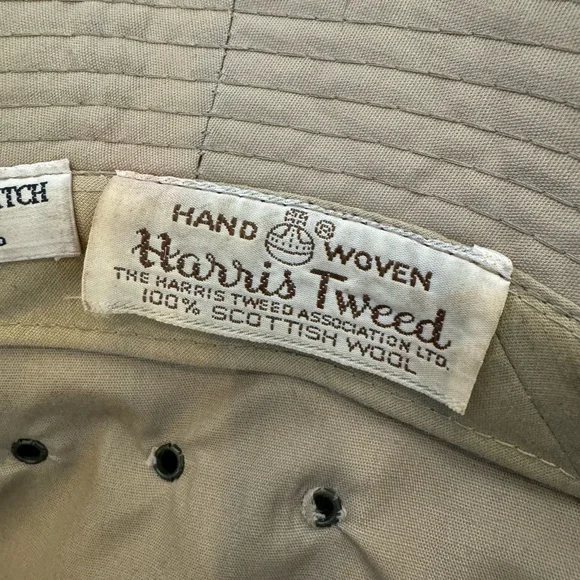 TCH
HAND ® WOVEN
Harris Tweed
THE HARRIS TWEED ASSOCIATION LTD.
100% SCOTTISH WOOL